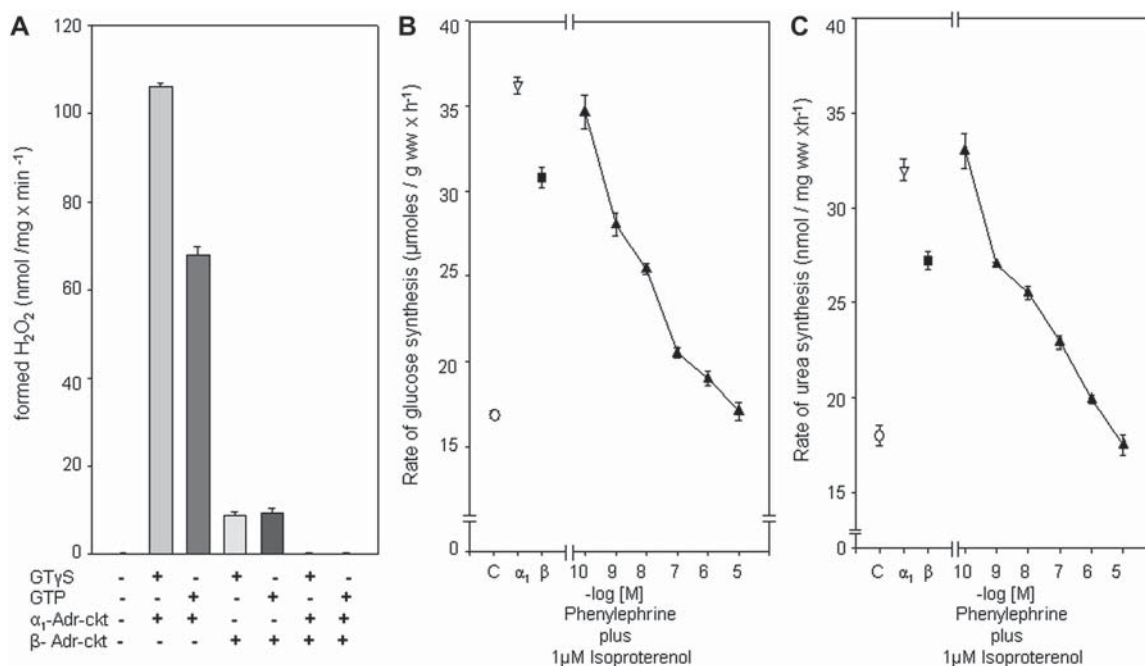 A
formed H₂O₂ (nmol /mg x min ⁻¹)
120
100
80
60
40
20
0
GTγS - + - + - + -
GTP - - + - + - +
α₁-Adr-ckt - + + - - + +
β- Adr-ckt - - - + + + +
B
Rate of glucose synthesis (μmoles / g ww x h⁻¹)
40
35
30
25
20
15
0
C α₁ β 10 9 8 7 6 5
-log [M]
Phenylephrine
plus
1μM Isoproterenol
C
Rate of urea synthesis (nmol / mg ww xh⁻¹)
40
35
30
25
20
15
0
C α₁ β 10 9 8 7 6 5
-log [M]
Phenylephrine
plus
1μM Isoproterenol